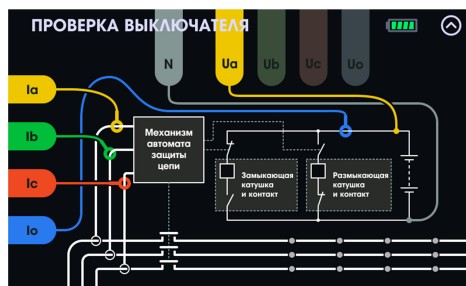 ПРОВЕРКА ВЫКЛЮЧАТЕЛЯ
N
Ua
Ub
Uc
Uo
Ia
Ib
Ic
Io
Механизм
автомата
защиты
цепи
Замыкающая
катушка
и контакт
Размыкающая
катушка
и контакт